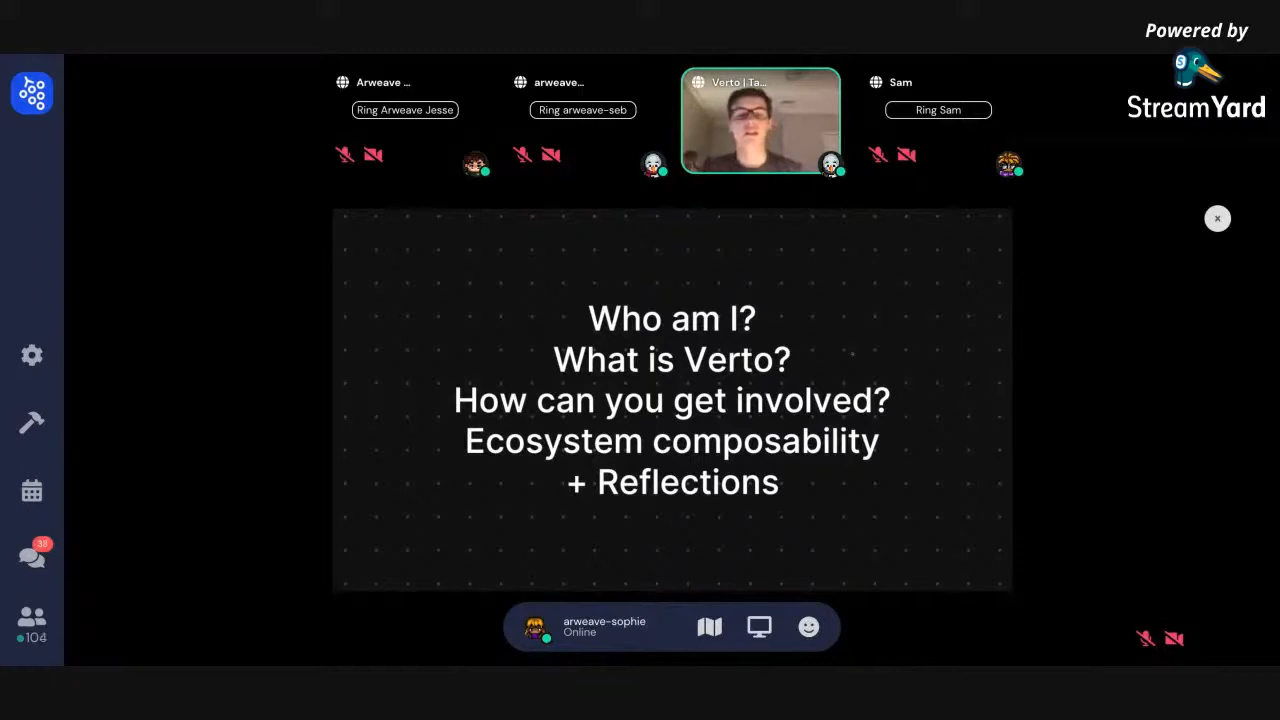 Powered by
StreamYard
Arweave ...
Ring Arweave Jesse
arweave...
Ring arweave-seb
Verto | Ta...
Sam
Ring Sam
×
Who am I?
What is Verto?
How can you get involved?
Ecosystem composability
+ Reflections
38
104
arweave-sophie
Online